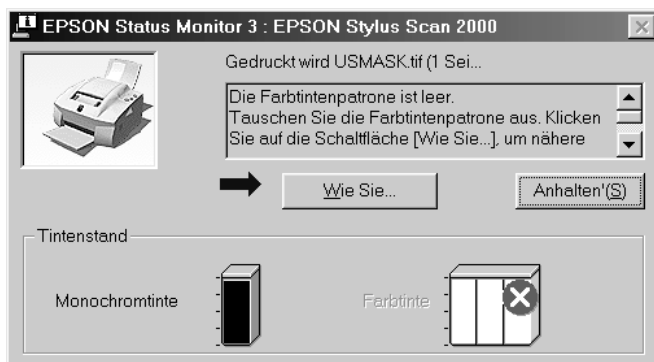 EPSON Status Monitor 3 : EPSON Stylus Scan 2000
Gedruckt wird USMASK.tif (1 Sei...
Die Farbtintenpatrone ist leer.
Tauschen Sie die Farbtintenpatrone aus. Klicken
Sie auf die Schaltfläche [Wie Sie...], um nähere
Wie Sie...
Anhalten'(S)
Tintenstand
Monochromtinte
Farbtinte